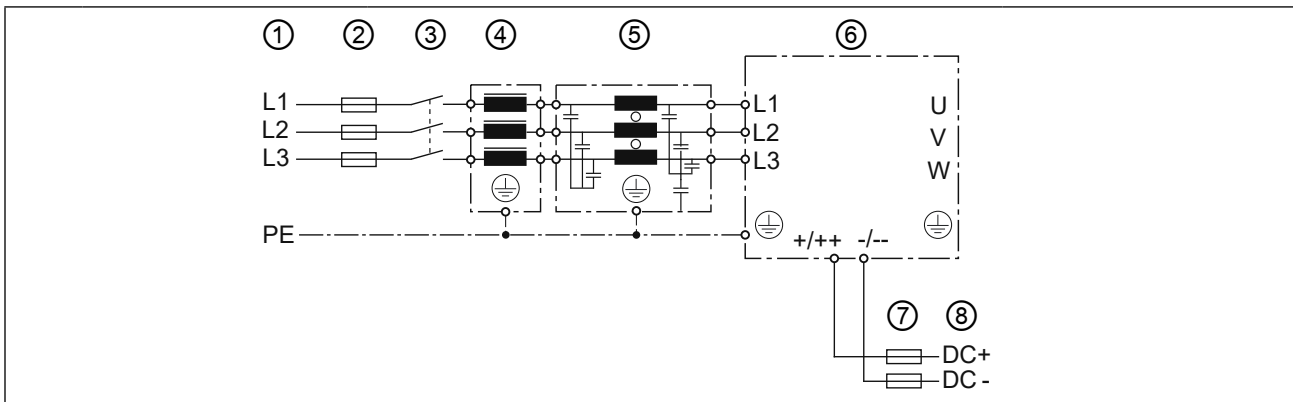 ① ② ③ ④ ⑤ ⑥
L1 L1 U
L2 L2 V
L3 L3 W
PE
+/++ -/--
⑦ ⑧
DC+
DC -